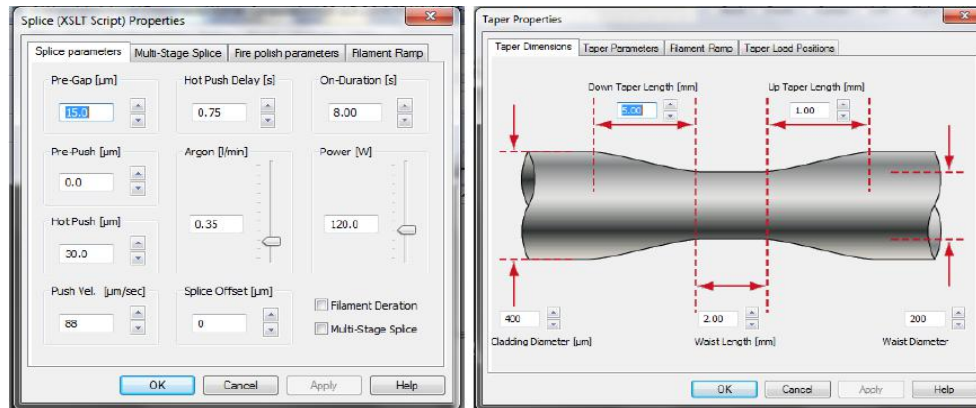 Splice (XSLT Script) Properties
Splice parameters Multi-Stage Splice Fire polish parameters Filament Ramp
Pre-Gap [µm] Hot Push Delay [s] On-Duration [s]
15.0 0.75 8.00
Pre-Push [µm] Argon [l/min] Power [W]
0.0
Hot Push [µm] 0.35 120.0
30.0
Push Vel. [µm/sec] Splice Offset [µm]
Filament Deration
88 0
Multi-Stage Splice
OK Cancel Apply Help
Taper Properties
Taper Dimensions Taper Parameters Filament Ramp Taper Load Positions
Down Taper Length [mm] Up Taper Length [mm]
5.00 1.00
400 2.00 200
Cladding Diameter [µm] Waist Length [mm] Waist Diameter
OK Cancel Apply Help